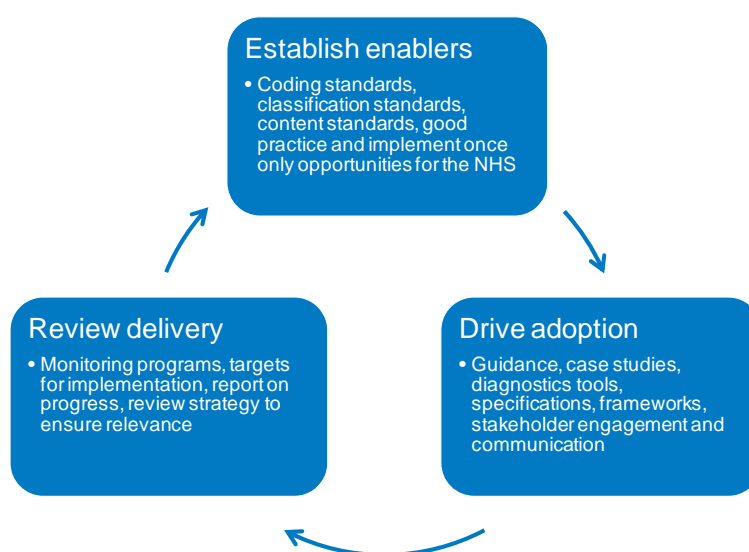 Establish enablers
• Coding standards,
classification standards,
content standards, good
practice and implement once
only opportunities for the NHS
Drive adoption
• Guidance, case studies,
diagnostics tools,
specifications, frameworks,
stakeholder engagement and
communication
Review delivery
• Monitoring programs, targets
for implementation, report on
progress, review strategy to
ensure relevance